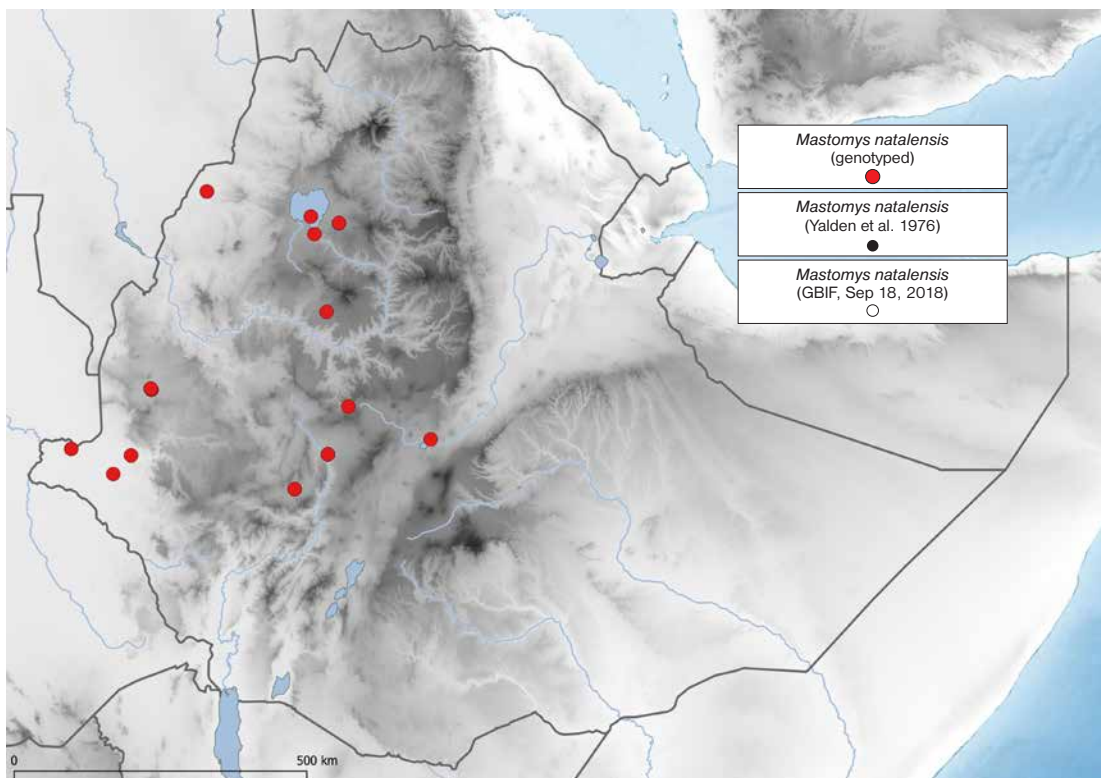 Mastomys natalensis
(genotyped)
Mastomys natalensis
(Yalden et al. 1976)
Mastomys natalensis
(GBIF, Sep 18, 2018)
0 500 km